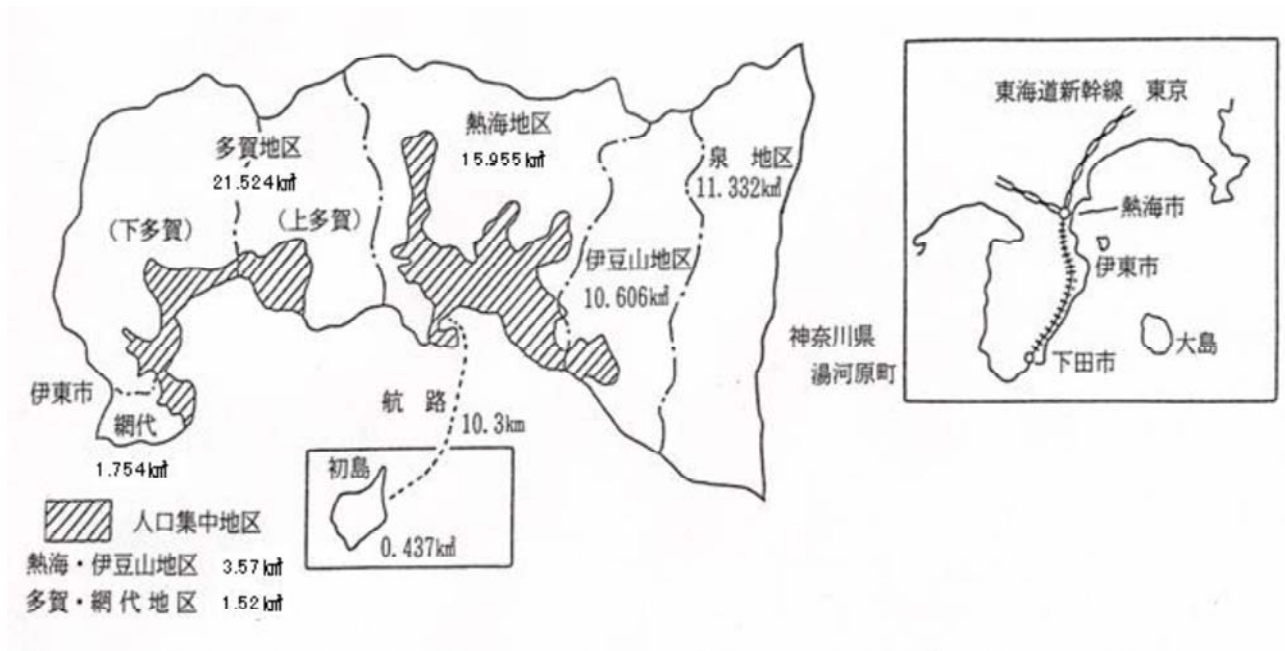 多賀地区
21.524k㎡
(下多賀)
(上多賀)
熱海地区
15.955k㎡
伊豆山地区
10.606k㎡
泉 地区
11.332k㎡
神奈川県
湯河原町
伊東市
網代
1.754k㎡
航 路
10.3km
初島
0.437k㎡
人口集中地区
熱海・伊豆山地区 3.57k㎡
多賀・網代地区 1.52k㎡
東海道新幹線 東京
熱海市
伊東市
大島
下田市